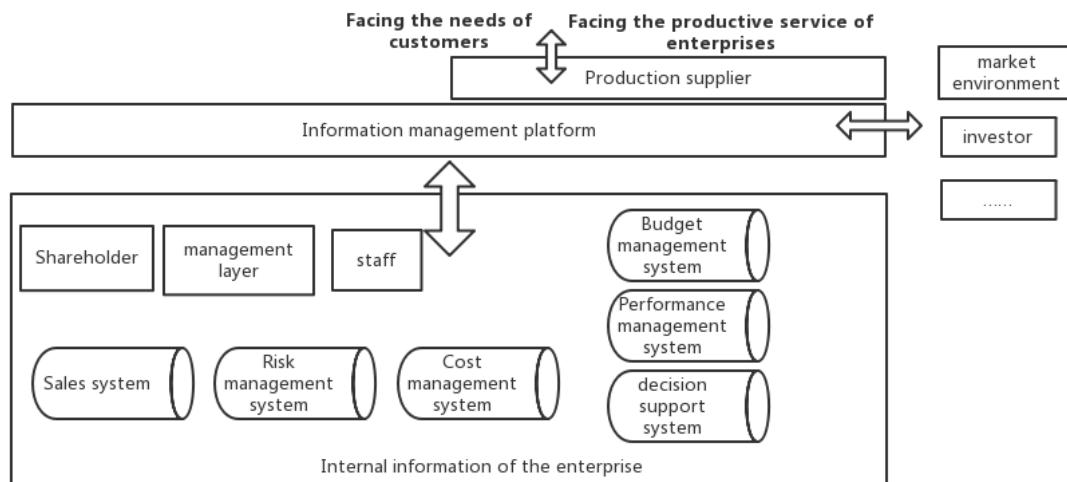 Facing the needs of
customers
Facing the productive service of
enterprises
Production supplier
market
environment
Information management platform
investor
......
Shareholder
management
layer
staff
Budget
management
system
Performance
management
system
Sales system
Risk
management
system
Cost
management
system
decision
support
system
Internal information of the enterprise